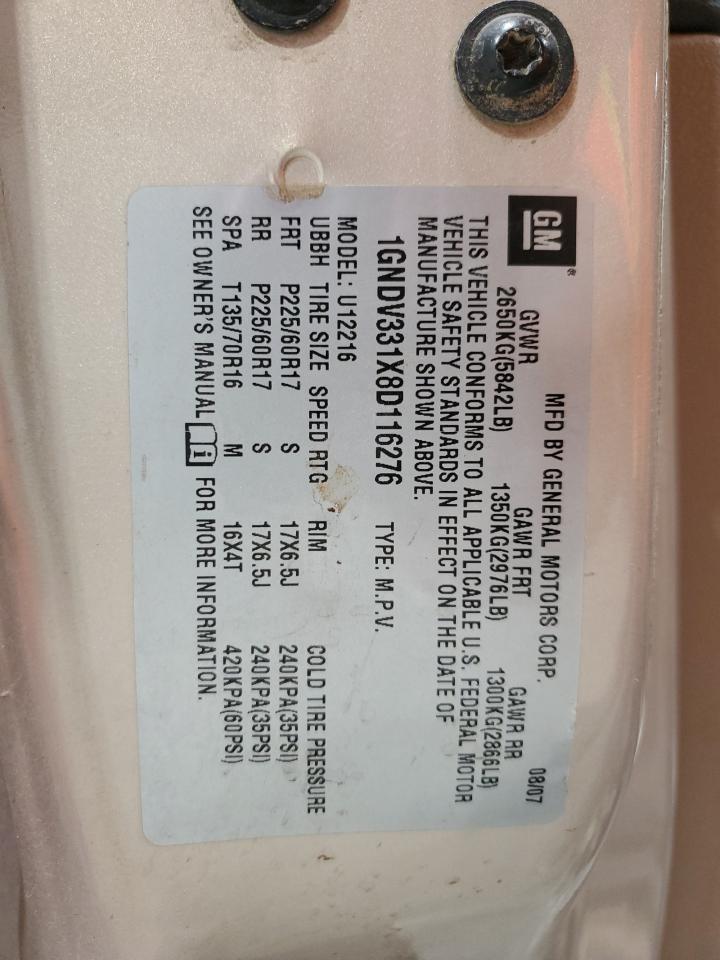 GM®
MFD BY GENERAL MOTORS CORP. 08/07
GVWR GAWR FRT GAWR RR
2650KG(5842LB) 1350KG(2976LB) 1300KG(2866LB)
THIS VEHICLE CONFORMS TO ALL APPLICABLE U.S. FEDERAL MOTOR
VEHICLE SAFETY STANDARDS IN EFFECT ON THE DATE OF
MANUFACTURE SHOWN ABOVE.
1GNDV331X8D116276 TYPE: M.P.V.
MODEL: U12216
UBBH TIRE SIZE SPEED RTG RIM COLD TIRE PRESSURE
FRT P225/60R17 S 17X6.5J 240KPA(35PSI)
RR P225/60R17 S 17X6.5J 240KPA(35PSI)
SPA T135/70R16 M 16X4T 420KPA(60PSI)
SEE OWNER'S MANUAL FOR MORE INFORMATION.